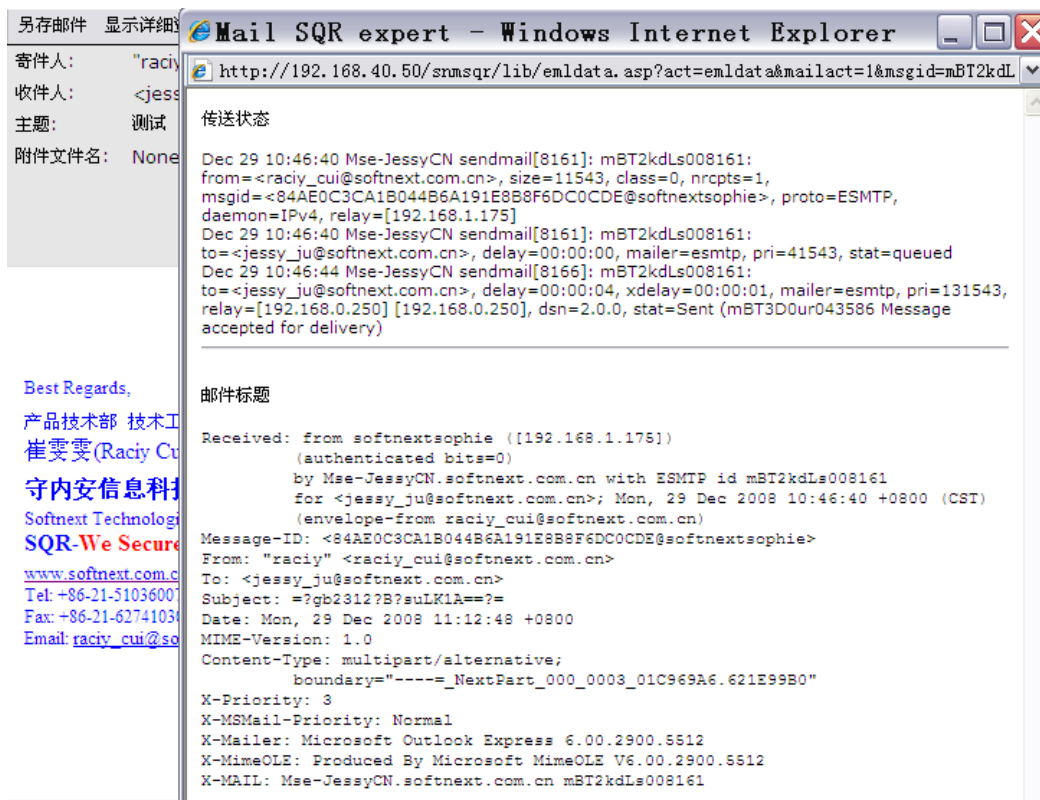 另存邮件 显示详细
寄件人: "raciy
收件人: <jess
主题: 测试
附件文件名: None
Best Regards,
产品技术部 技术工
崔雯雯(Raciy Cu
守内安信息科技
Softnext Technologi
SQR-We Secure
www.softnext.com.c
Tel: +86-21-51036007
Fax: +86-21-6274103
Email: raciy_cui@so
Mail SQR expert - Windows Internet Explorer
http://192.168.40.50/snmsqr/lib/emldata.asp?act=emldata&mailact=1&msgid=mBT2kdL
传送状态
Dec 29 10:46:40 Mse-JessyCN sendmail[8161]: mBT2kdLs008161:
from=<raciy_cui@softnext.com.cn>, size=11543, class=0, nrcpts=1,
msgid=<84AE0C3CA1B044B6A191E8B8F6DC0CDE@softnextsophie>, proto=ESMTP,
daemon=IPv4, relay=[192.168.1.175]
Dec 29 10:46:40 Mse-JessyCN sendmail[8161]: mBT2kdLs008161:
to=<jessy_ju@softnext.com.cn>, delay=00:00:00, mailer=esmtp, pri=41543, stat=queued
Dec 29 10:46:44 Mse-JessyCN sendmail[8166]: mBT2kdLs008161:
to=<jessy_ju@softnext.com.cn>, delay=00:00:04, xdelay=00:00:01, mailer=esmtp, pri=131543,
relay=[192.168.0.250] [192.168.0.250], dsn=2.0.0, stat=Sent (mBT3D0ur043586 Message
accepted for delivery)
邮件标题
Received: from softnextsophie ([192.168.1.175])
(authenticated bits=0)
by Mse-JessyCN.softnext.com.cn with ESMTP id mBT2kdLs008161
for <jessy_ju@softnext.com.cn>; Mon, 29 Dec 2008 10:46:40 +0800 (CST)
(envelope-from raciy_cui@softnext.com.cn)
Message-ID: <84AE0C3CA1B044B6A191E8B8F6DC0CDE@softnextsophie>
From: "raciy" <raciy_cui@softnext.com.cn>
To: <jessy_ju@softnext.com.cn>
Subject: =?gb2312?B?suLK1A==?=
Date: Mon, 29 Dec 2008 11:12:48 +0800
MIME-Version: 1.0
Content-Type: multipart/alternative;
boundary="----=_NextPart_000_0003_01C969A6.621E99B0"
X-Priority: 3
X-MSMail-Priority: Normal
X-Mailer: Microsoft Outlook Express 6.00.2900.5512
X-MimeOLE: Produced By Microsoft MimeOLE V6.00.2900.5512
X-MAIL: Mse-JessyCN.softnext.com.cn mBT2kdLs008161